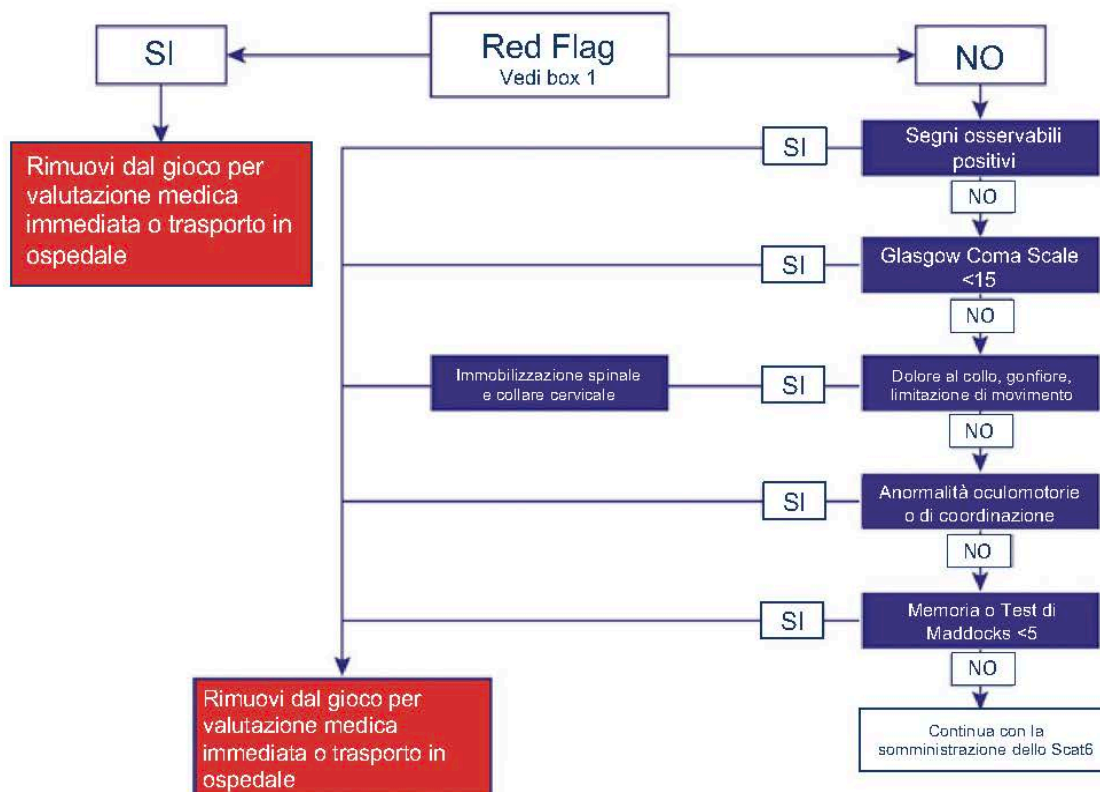 SI
Red Flag
Vedi box 1
NO
Rimuovi dal gioco per
valutazione medica
immediata o trasporto in
ospedale
SI
Segni osservabili
positivi
NO
SI
Glasgow Coma Scale
<15
NO
Immobilizzazione spinale
e collare cervicale
SI
Dolore al collo, gonfiore,
limitazione di movimento
NO
SI
Anormalità oculomotorie
o di coordinazione
NO
SI
Memoria o Test di
Maddocks <5
NO
Rimuovi dal gioco per
valutazione medica
immediata o trasporto in
ospedale
Continua con la
somministrazione dello Scat6